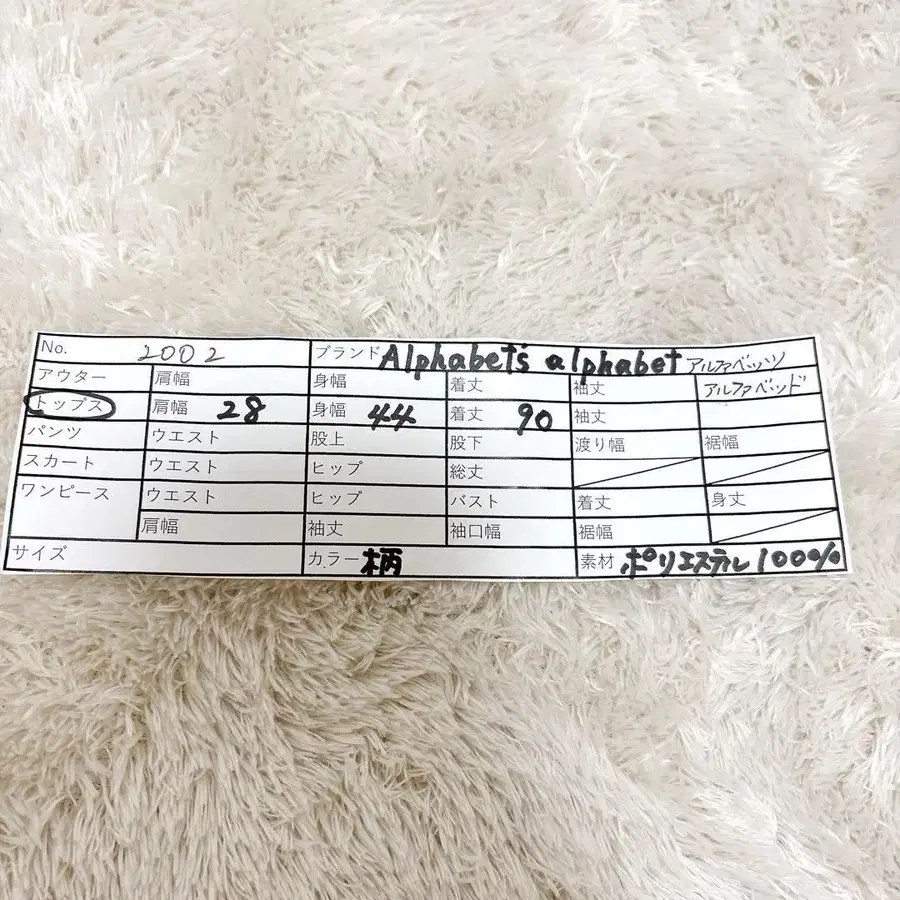 No. 2002 ブランド Alphabet's alphabet アルファベッツ
アウター 肩幅 身幅 着丈 袖丈 アルファベッド
トップス 肩幅 28 身幅 44 着丈 90 袖丈
パンツ ウエスト 股上 股下 渡り幅 裾幅
スカート ウエスト ヒップ 総丈
ワンピース ウエスト ヒップ バスト 着丈 身丈
肩幅 袖丈 袖口幅 裾幅
サイズ カラー 柄 素材 ポリエステル 100%